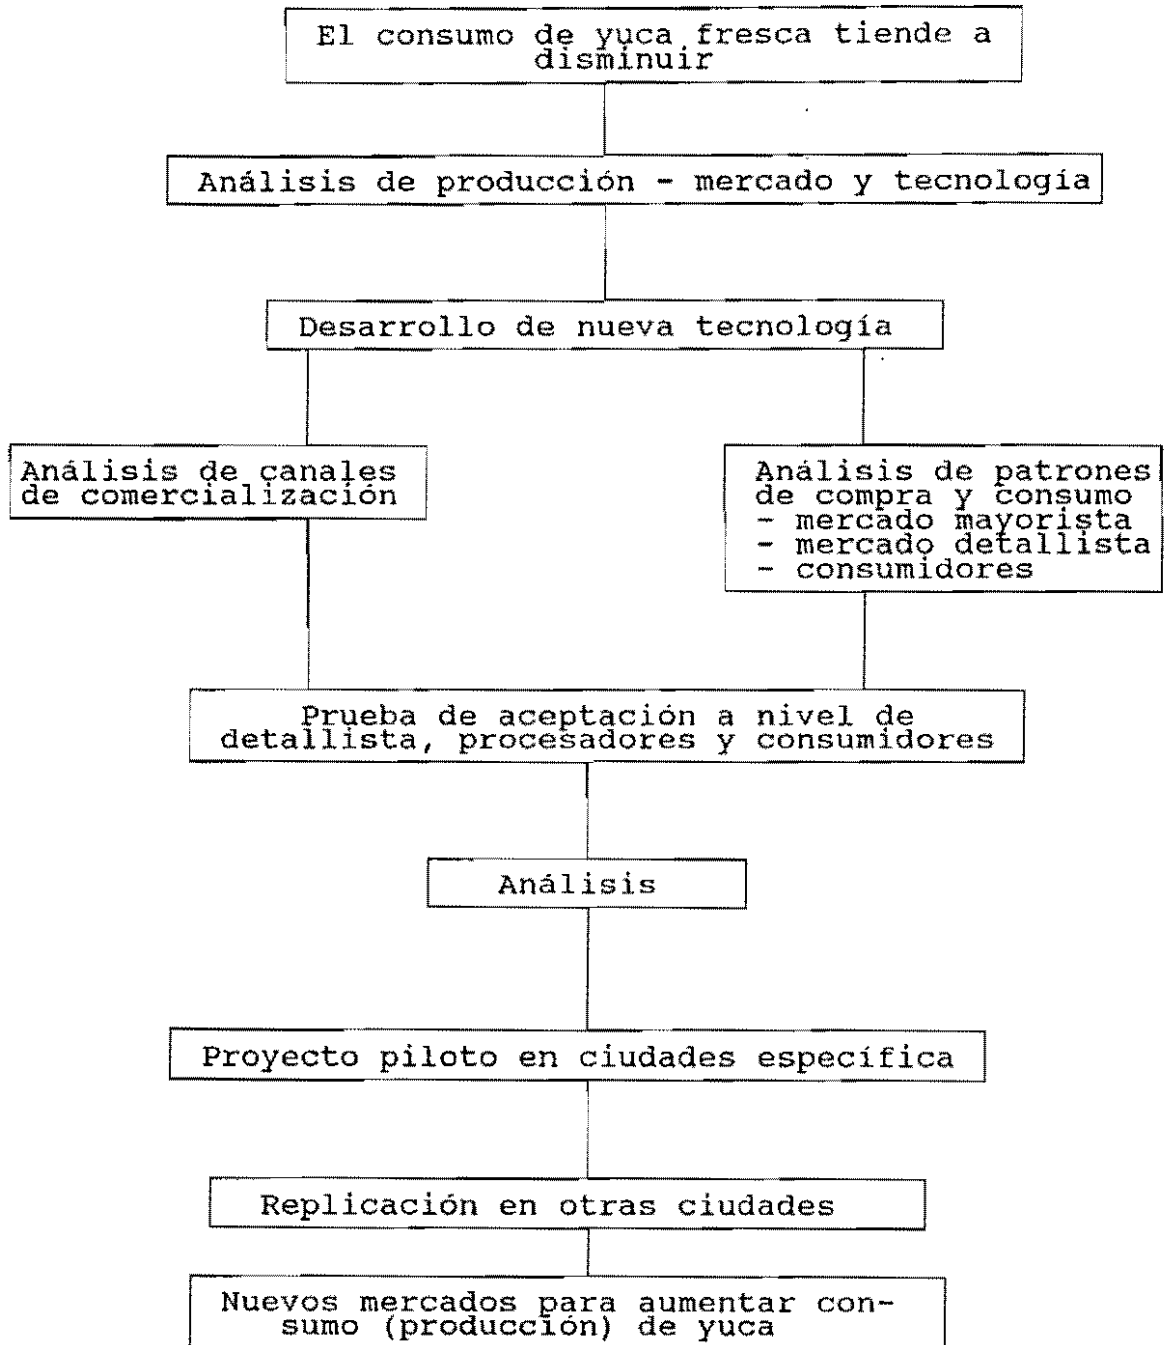 El consumo de yuca fresca tiende a
disminuir
Análisis de producción - mercado y tecnología
Desarrollo de nueva tecnología
Análisis de canales
de comercialización
Análisis de patrones
de compra y consumo
- mercado mayorista
- mercado detallista
- consumidores
Prueba de aceptación a nivel de
detallista, procesadores y consumidores
Análisis
Proyecto piloto en ciudades específica
Replicación en otras ciudades
Nuevos mercados para aumentar con-
sumo (producción) de yuca